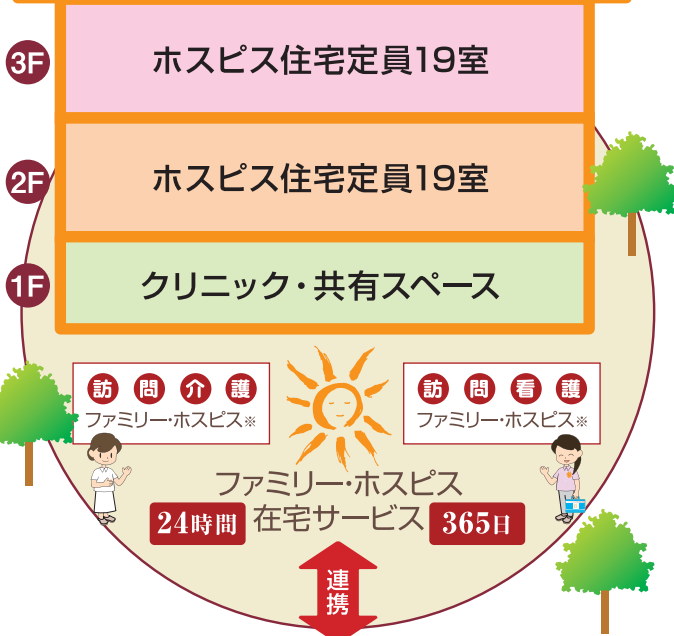 3F
ホスピス住宅定員19室
2F
ホスピス住宅定員19室
1F
クリニック・共有スペース
訪問介護
ファミリー・ホスピス※
訪問看護
ファミリー・ホスピス※
ファミリー・ホスピス
24時間 在宅サービス 365日
連携